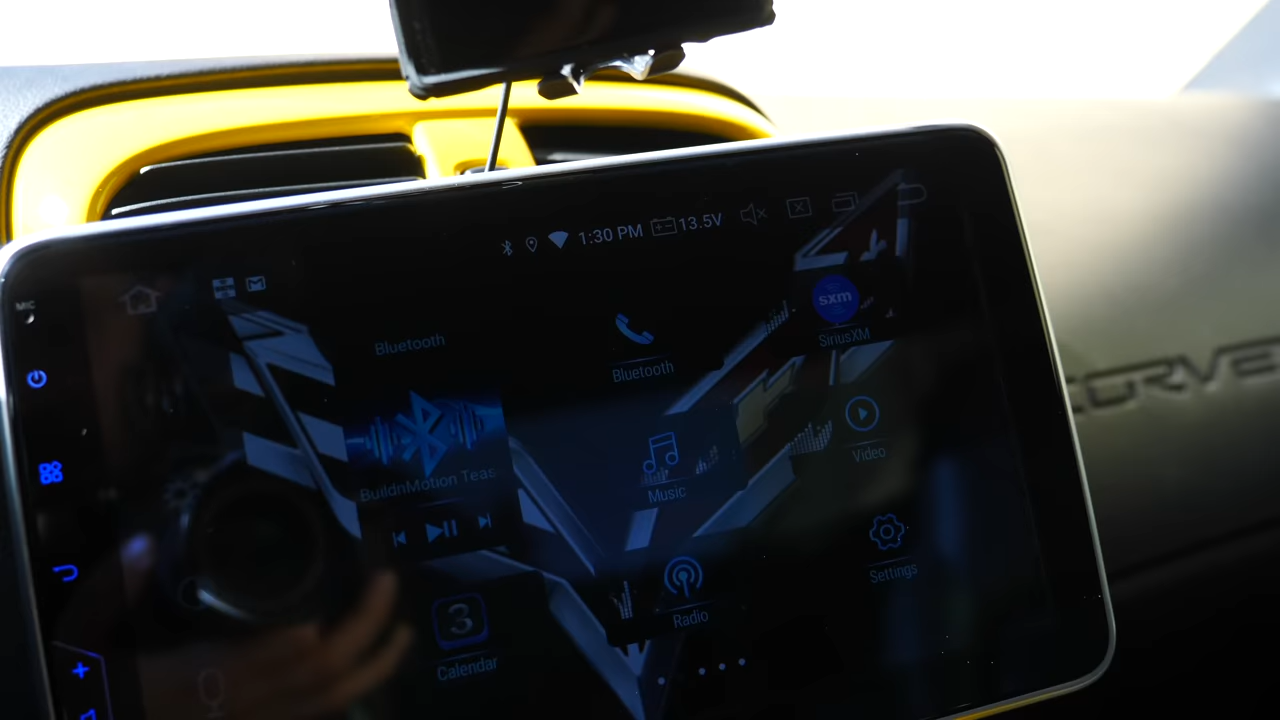 1:30 PM 13.5V
MIC
sxm
SiriusXM
Bluetooth
Bluetooth
BuildnMotion Teas
Music
Video
Settings
Radio
3
Calendar
CORVE